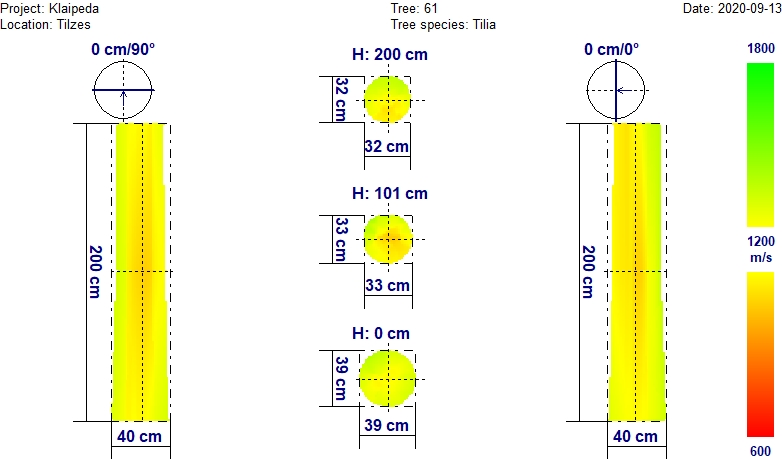 Project: Klaipeda
Tree: 61
Date: 2020-09-13
Location: Tilzes
Tree species: Tilia
0 cm/90°
H: 200 cm
0 cm/0°
1800
32 cm
32 cm
H: 101 cm
33 cm
33 cm
200 cm
200 cm
1200
m/s
H: 0 cm
39 cm
39 cm
40 cm
40 cm
600